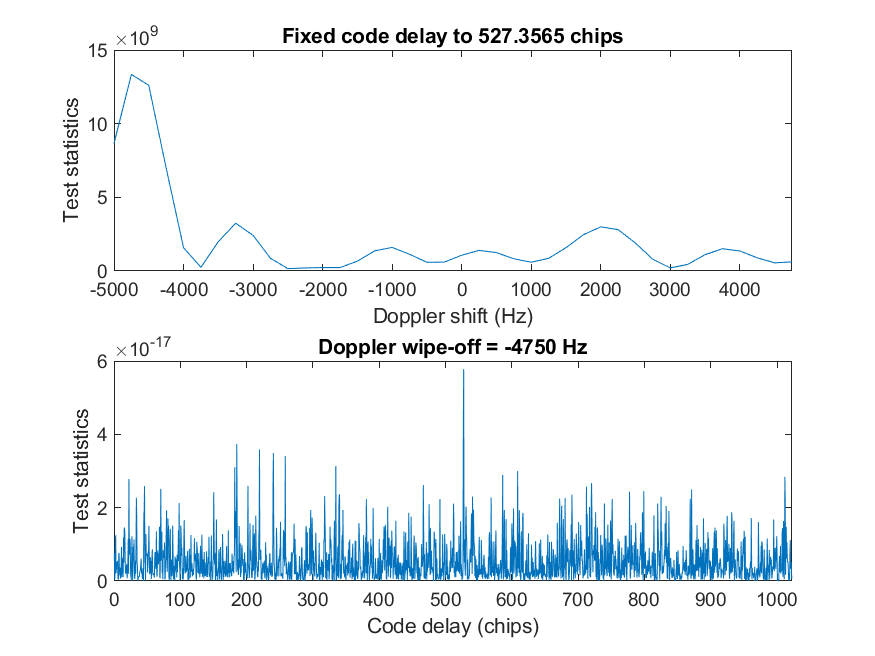 ×10⁹
Fixed code delay to 527.3565 chips
15
10
5
0
Test statistics
-5000 -4000 -3000 -2000 -1000 0 1000 2000 3000 4000
Doppler shift (Hz)
×10⁻¹⁷
Doppler wipe-off = -4750 Hz
6
4
2
0
Test statistics
0 100 200 300 400 500 600 700 800 900 1000
Code delay (chips)